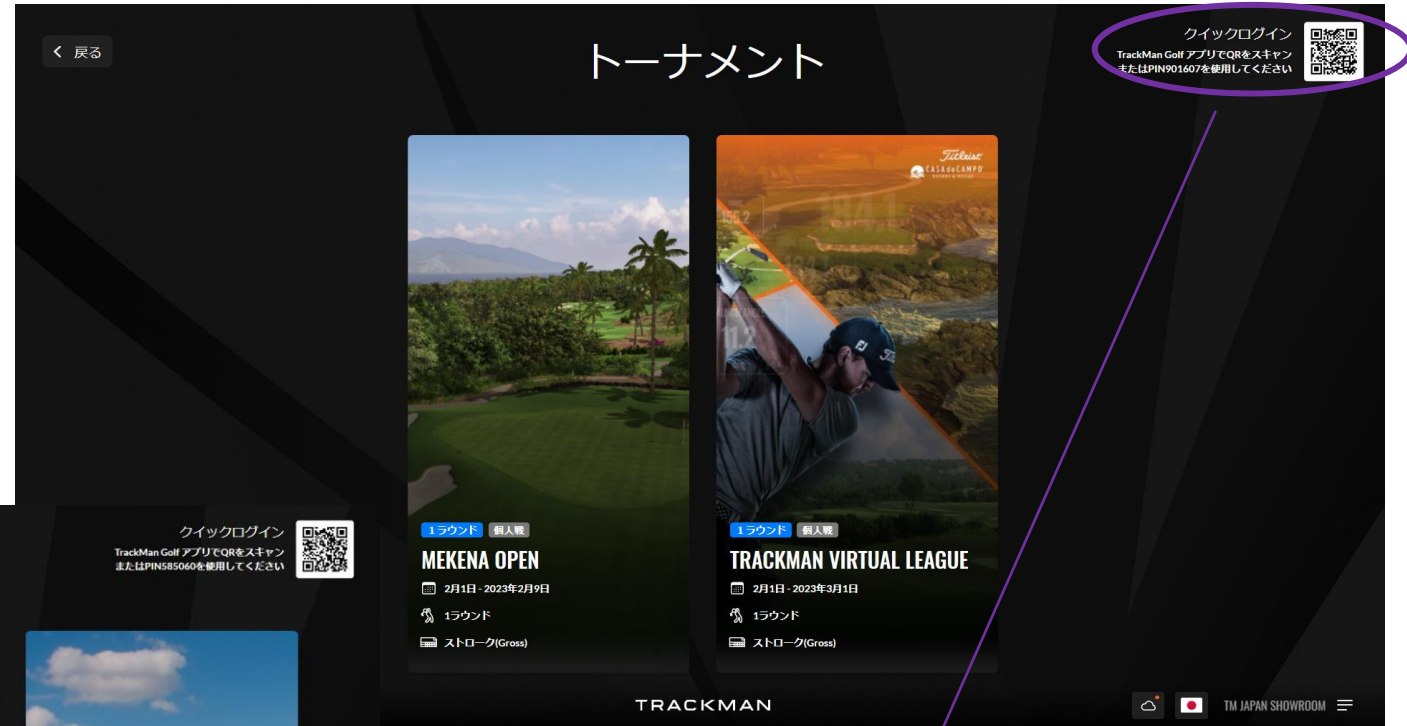 戻る
トーナメント
クイックログイン
TrackMan Golf アプリでQRをスキャン
またはPIN901607を使用してください
Titleist
CASA de CAMPO
RESORT & VILLAS
155.2
184.1
11.2
1ラウンド 個人戦
MEKENA OPEN
2月1日 - 2023年2月9日
1ラウンド
ストローク(Gross)
1ラウンド 個人戦
TRACKMAN VIRTUAL LEAGUE
2月1日 - 2023年3月1日
1ラウンド
ストローク(Gross)
クイックログイン
TrackMan Golf アプリでQRをスキャン
またはPIN585060を使用してください
TRACKMAN
TM JAPAN SHOWROOM